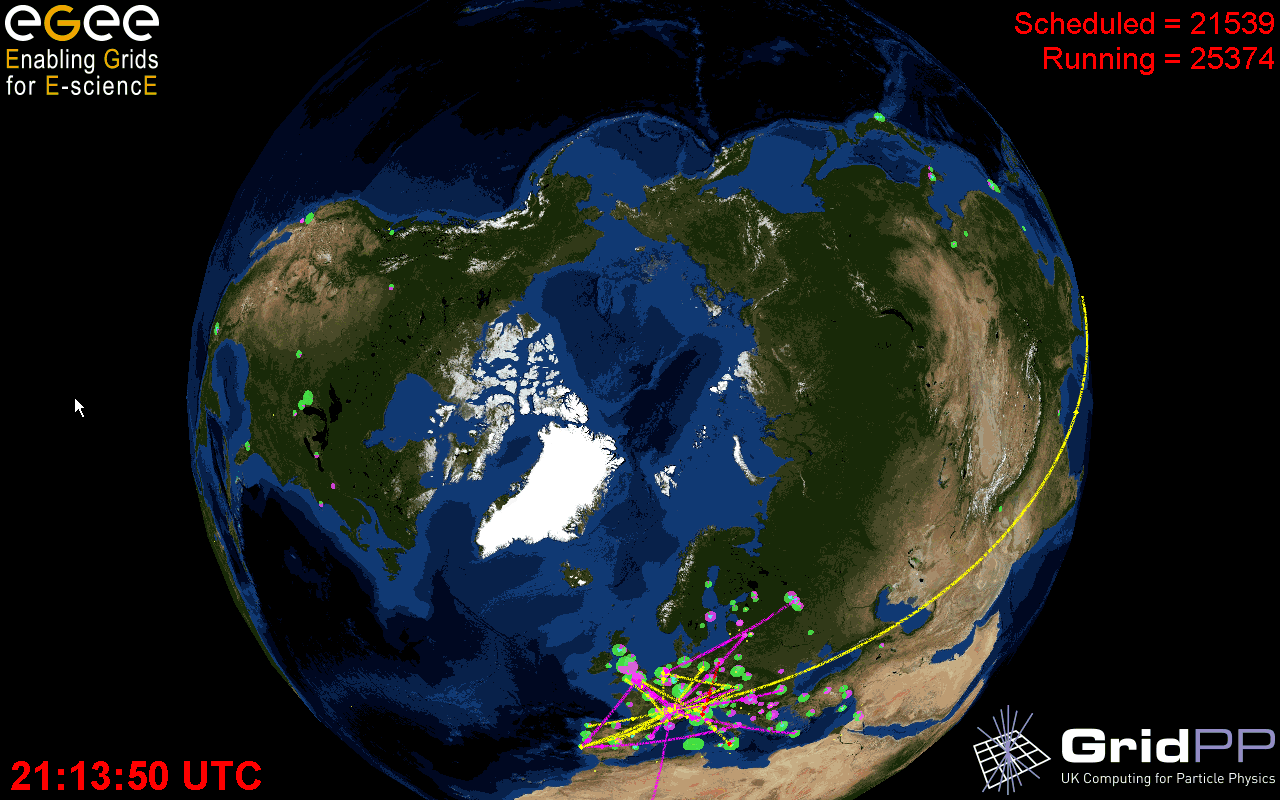 eGee
Enabling Grids
for E-sciencE
Scheduled = 21539
Running = 25374
21:13:50 UTC
GridPP
UK Computing for Particle Physics